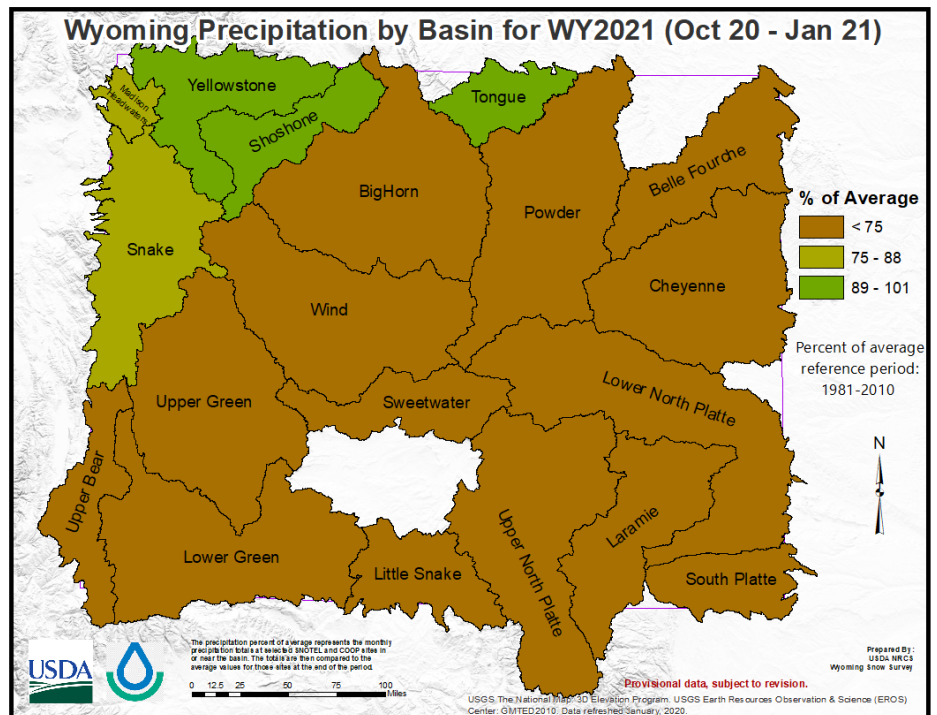 Wyoming Precipitation by Basin for WY2021 (Oct 20 - Jan 21)
Madison
Headwaters
Yellowstone
Shoshone
Tongue
BigHorn
Powder
Belle Fourche
Snake
Wind
Cheyenne
Upper Green
Sweetwater
Lower North Platte
Upper Bear
Lower Green
Little Snake
Upper North Platte
Laramie
South Platte
% of Average
< 75
75 - 88
89 - 101
Percent of average
reference period:
1981-2010
N
USDA
The precipitation percent of average represents the monthly
precipitation totals at selected SNOTEL and COOP sites in
or near the basin. The totals are then compared to the
average values for those sites at the end of the period.
0 12.5 25 50 75 100
Miles
Prepared By:
USDA NRCS
Wyoming Snow Survey
Provisional data, subject to revision.
USGS The National Map: 3D Elevation Program. USGS Earth Resources Observation & Science (EROS)
Center: GMTED2010. Data refreshed January, 2020.